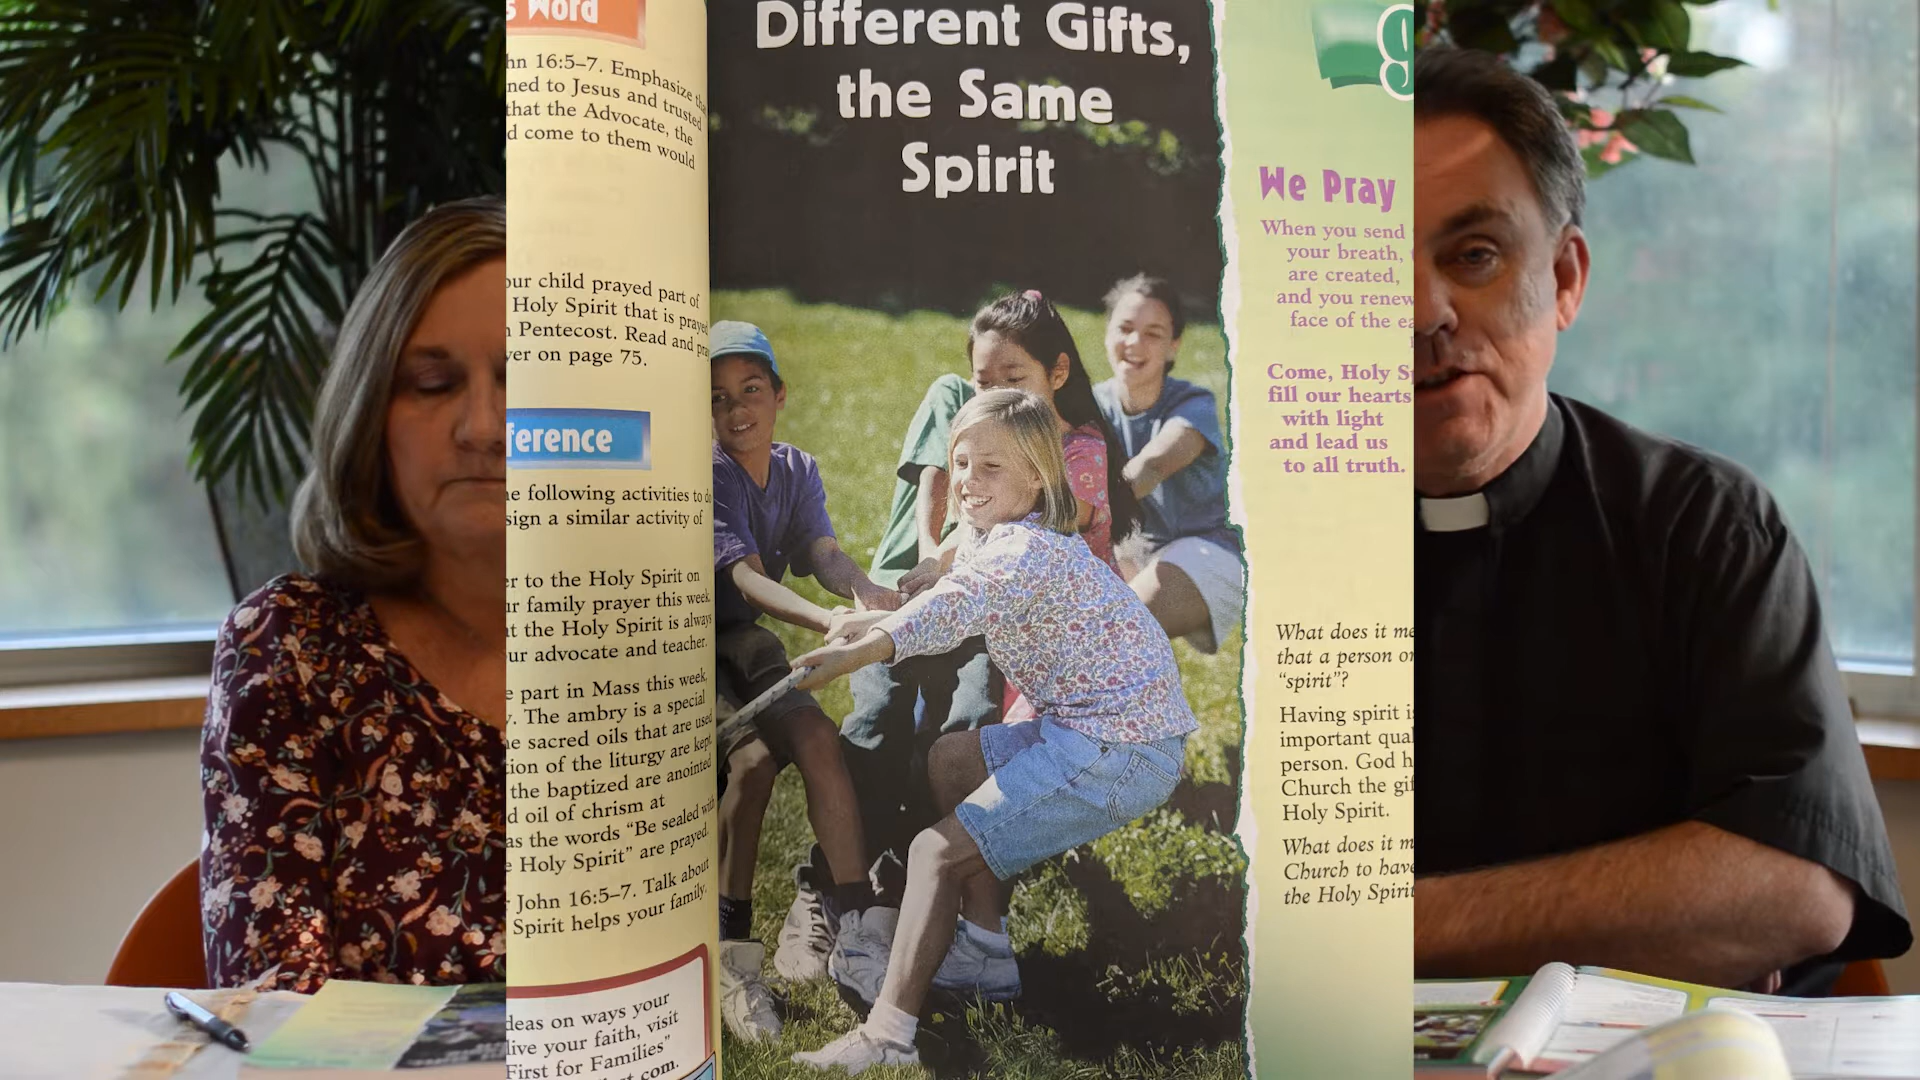 s Word
hn 16:5–7. Emphasize
ned to Jesus and trusted
that the Advocate, the
d come to them would
our child prayed part of
Holy Spirit that is prayed
Pentecost. Read and
er on page 75.
ference
e following activities to
sign a similar activity of
er to the Holy Spirit on
ur family prayer this week.
t the Holy Spirit is always
ur advocate and teacher.
e part in Mass this week,
. The ambry is a special
e sacred oils that are used
tion of the liturgy are kept.
the baptized are anointed
d oil of chrism at
as the words “Be sealed with
e Holy Spirit” are prayed.
John 16:5–7. Talk about
Spirit helps your family.
deas on ways your
live your faith, visit
First for Families”
com.
Different Gifts,
the Same
Spirit
9
We Pray
When you send
your breath,
are created,
and you renew
face of the
Come, Holy
fill our hearts
with light
and lead us
to all truth.
What does it
that a person
“spirit”?
Having spirit
important
person. God
Church the
Holy Spirit.
What does it
Church to have
the Holy